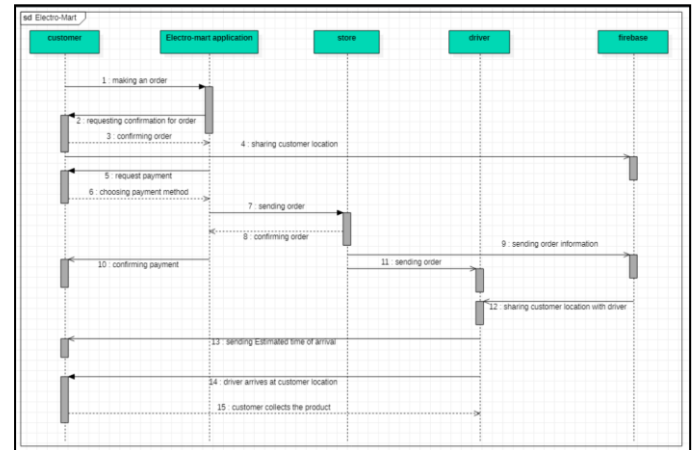 sd Electro-Mart
customer
Electro-mart application
store
driver
firebase
1 : making an order
2 : requesting confirmation for order
3 : confirming order
4 : sharing customer location
5 : request payment
6 : choosing payment method
7 : sending order
8 : confirming order
9 : sending order information
10 : confirming payment
11 : sending order
12 : sharing customer location with driver
13 : sending Estimated time of arrival
14 : driver arrives at customer location
15 : customer collects the product